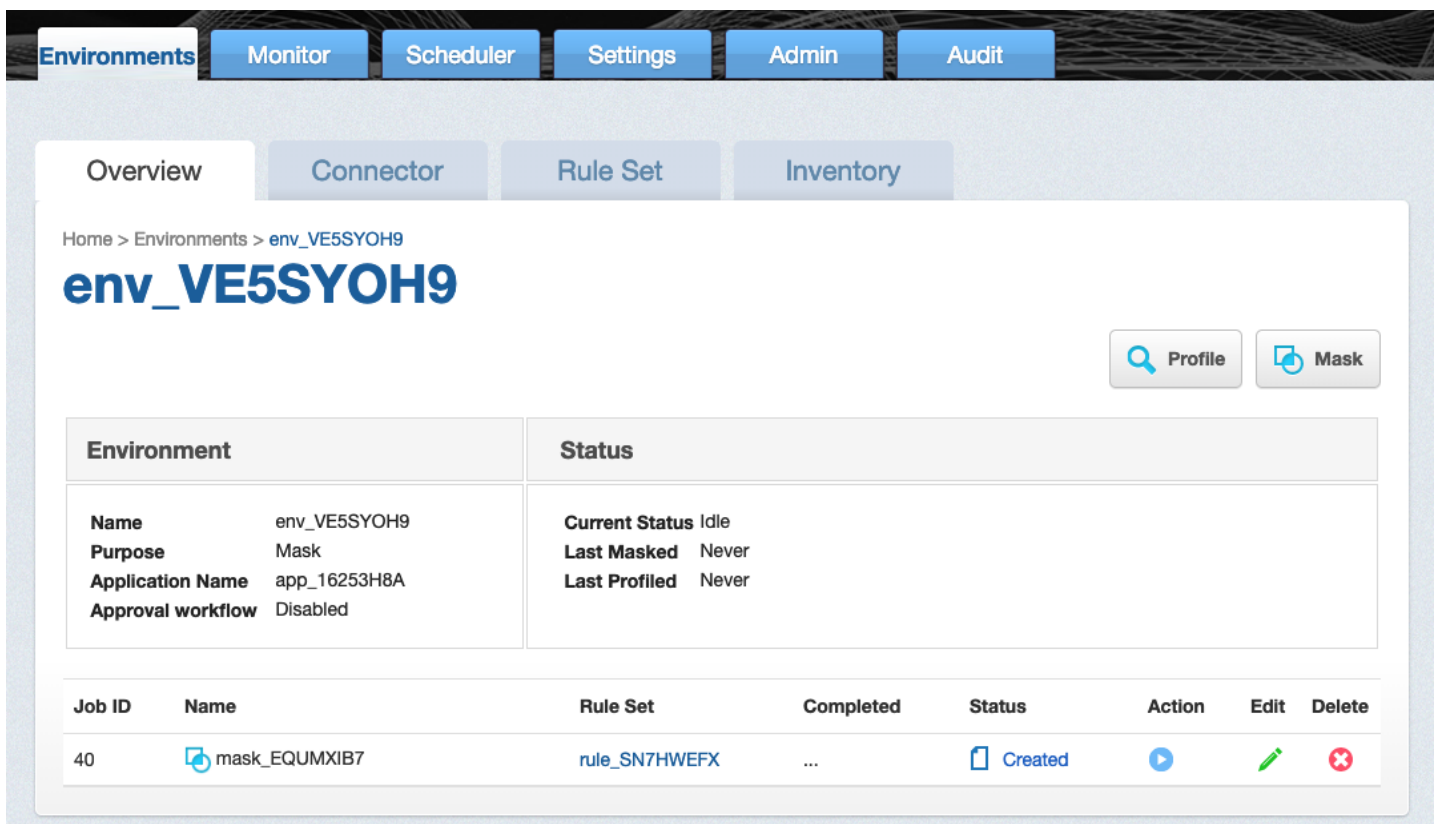 Environments Monitor Scheduler Settings Admin Audit
Overview Connector Rule Set Inventory
Home > Environments > env_VE5SYOH9
env_VE5SYOH9
Profile Mask
Environment Status
Name env_VE5SYOH9 Current Status Idle
Purpose Mask Last Masked Never
Application Name app_16253H8A Last Profiled Never
Approval workflow Disabled
Job ID Name Rule Set Completed Status Action Edit Delete
40 mask_EQUMXIB7 rule_SN7HWEFX ... Created